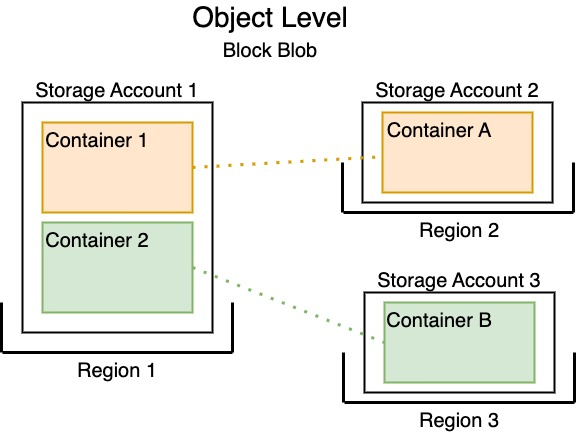 Object Level
Block Blob
Storage Account 1
Container 1
Container 2
Region 1
Storage Account 2
Container A
Region 2
Storage Account 3
Container B
Region 3